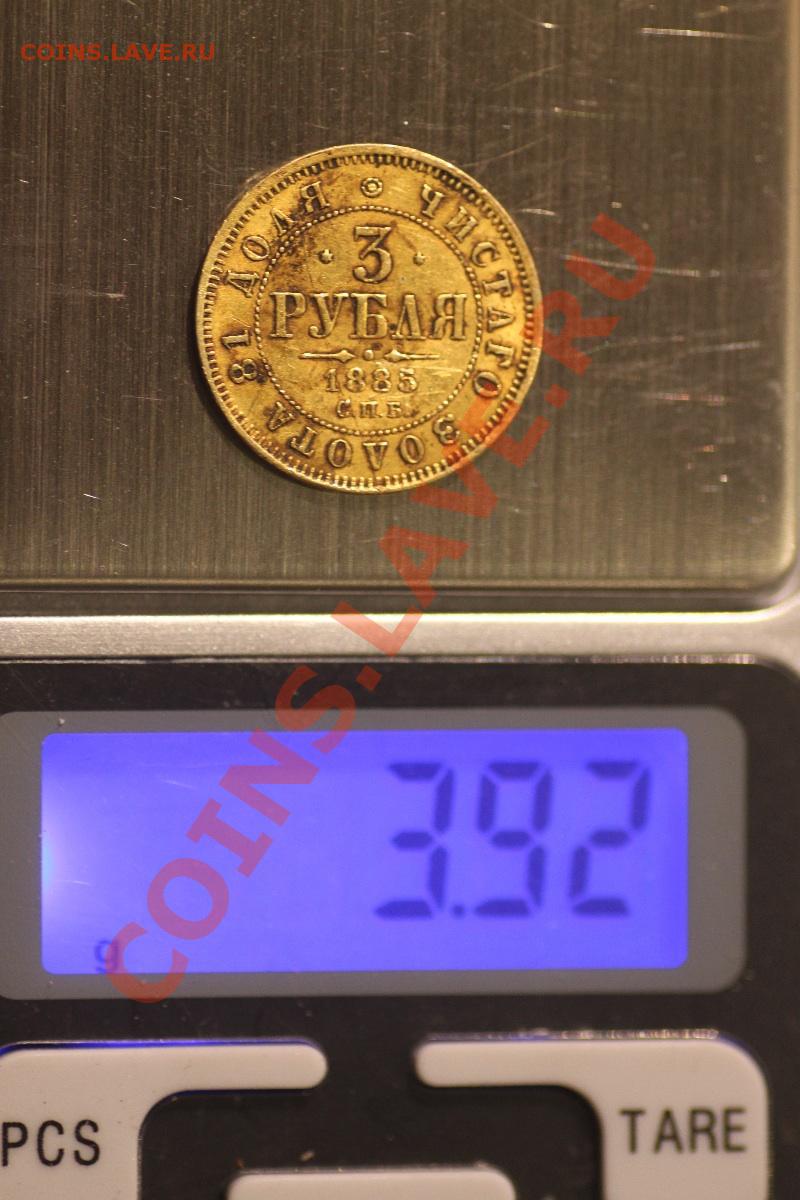 COINS.LAVE.RU
ЧИСТАГО ЗОЛОТА 81 ДОЛЯ
3
РУБЛЯ
1885
С.П.Б.
COINS.LAVE.RU
3.92
g
PCS
TARE